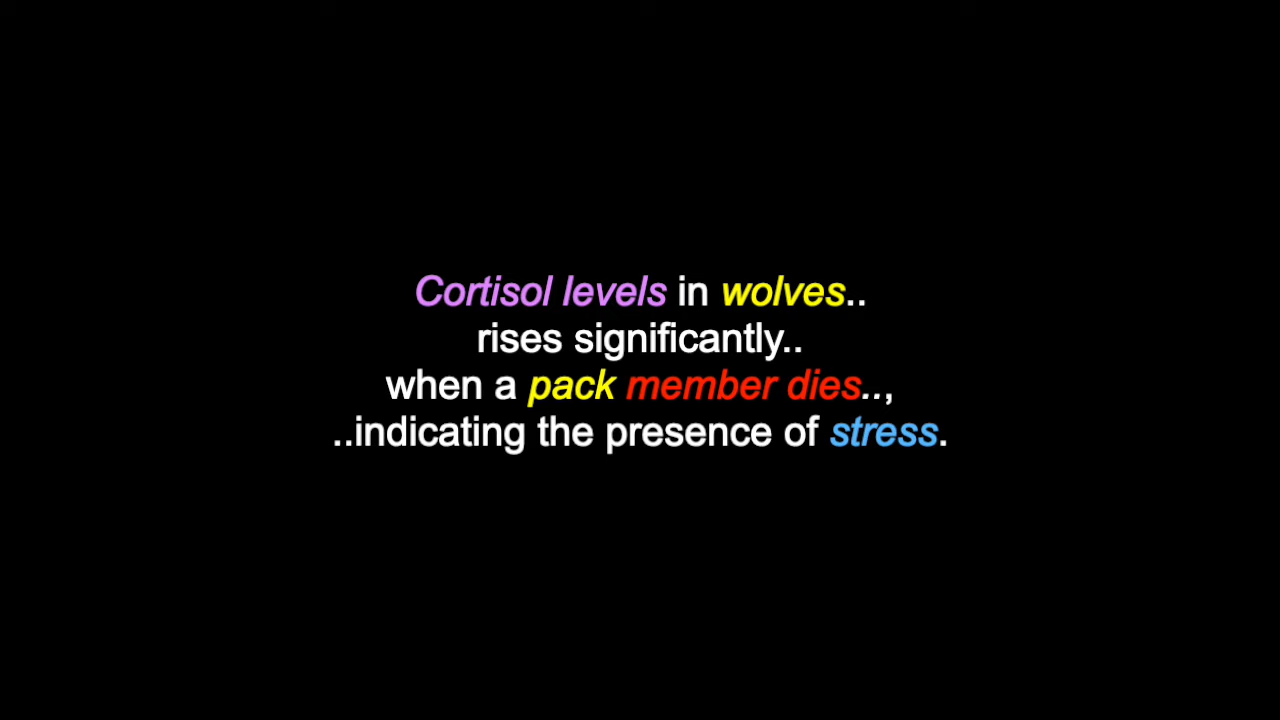 Cortisol levels in wolves..
rises significantly..
when a pack member dies..,
..indicating the presence of stress.